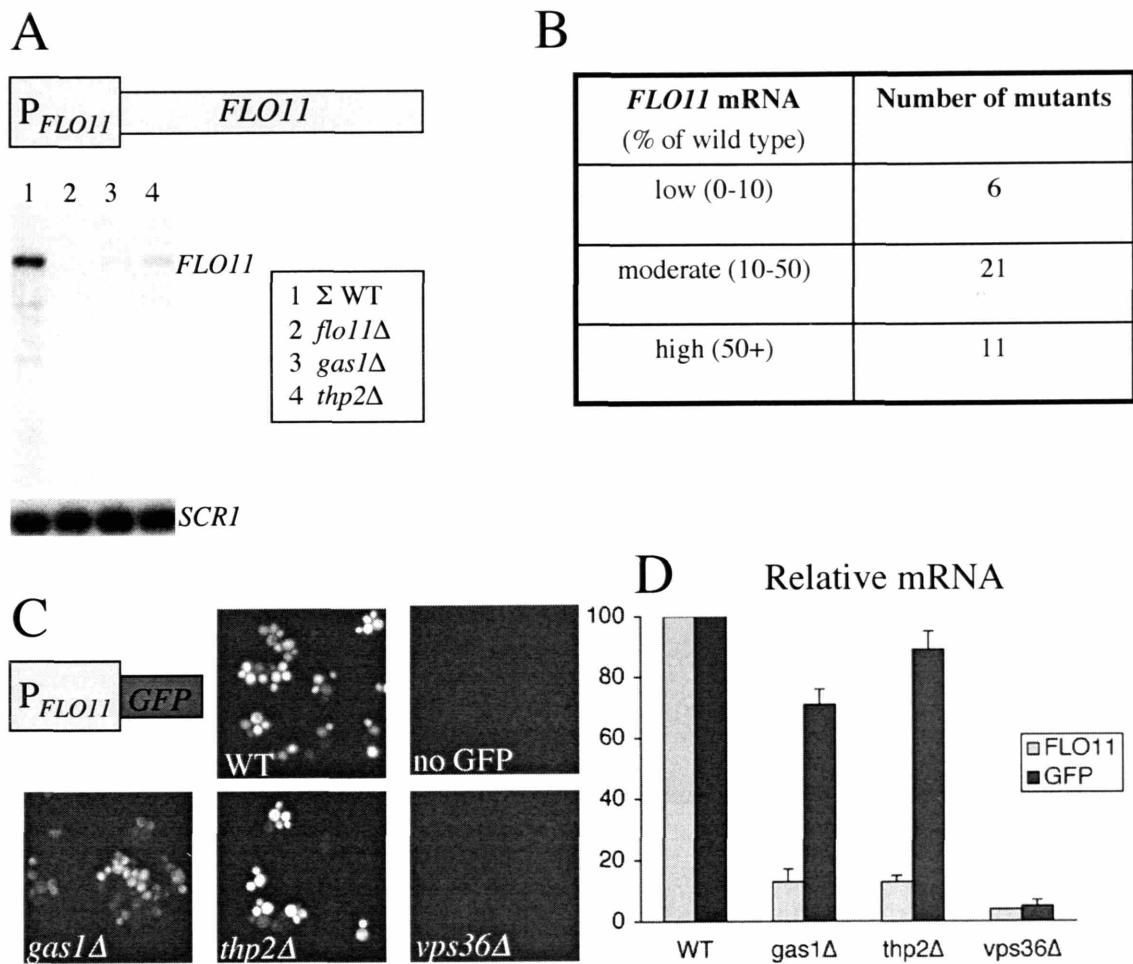 A
P_FLO11 FLO11
1 2 3 4
FLO11
1 Σ WT
2 flo11Δ
3 gas1Δ
4 thp2Δ
SCR1
B
FLO11 mRNA Number of mutants
(% of wild type)
low (0-10) 6
moderate (10-50) 21
high (50+) 11
C
P_FLO11 GFP
WT no GFP
gas1Δ thp2Δ vps36Δ
D Relative mRNA
100
80
60
40
20
0
WT gas1Δ thp2Δ vps36Δ
FLO11
GFP